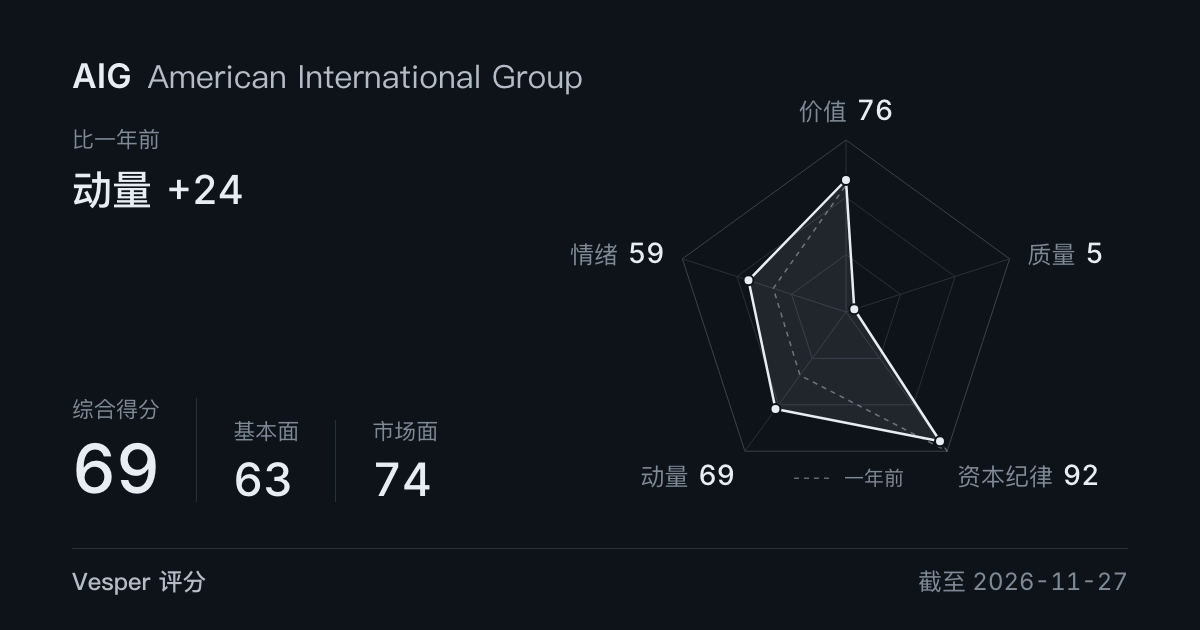 AIG American International Group
比一年前
动量 +24
价值 76
情绪 59
质量 5
动量 69
一年前
资本纪律 92
综合得分
69
基本面
63
市场面
74
Vesper 评分
截至 2026-11-27